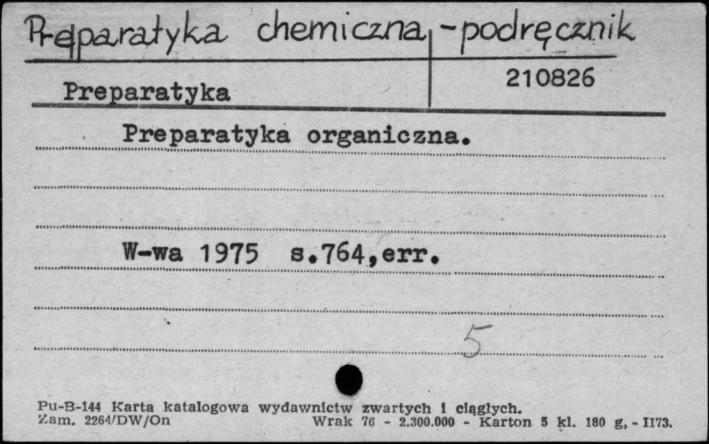 Preparatyka chemiczna, -podręcznik
Preparatyka
210826
Preparatyka organiczna.
W-wa 1975 s.764,err.
5
Pu-B-144 Karta katalogowa wydawnictw zwartych i ciągłych.
Zam. 2264/DW/On Wrak 76 - 2.300.000 - Karton 5 kl. 180 g, - II73.